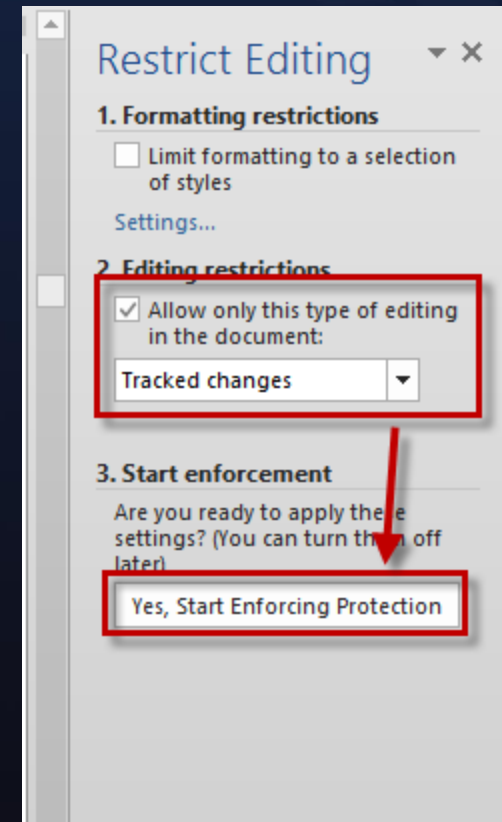 Restrict Editing
1. Formatting restrictions
Limit formatting to a selection
of styles
Settings...
2. Editing restrictions
Allow only this type of editing
in the document:
Tracked changes
3. Start enforcement
Are you ready to apply these
settings? (You can turn them off
later)
Yes, Start Enforcing Protection